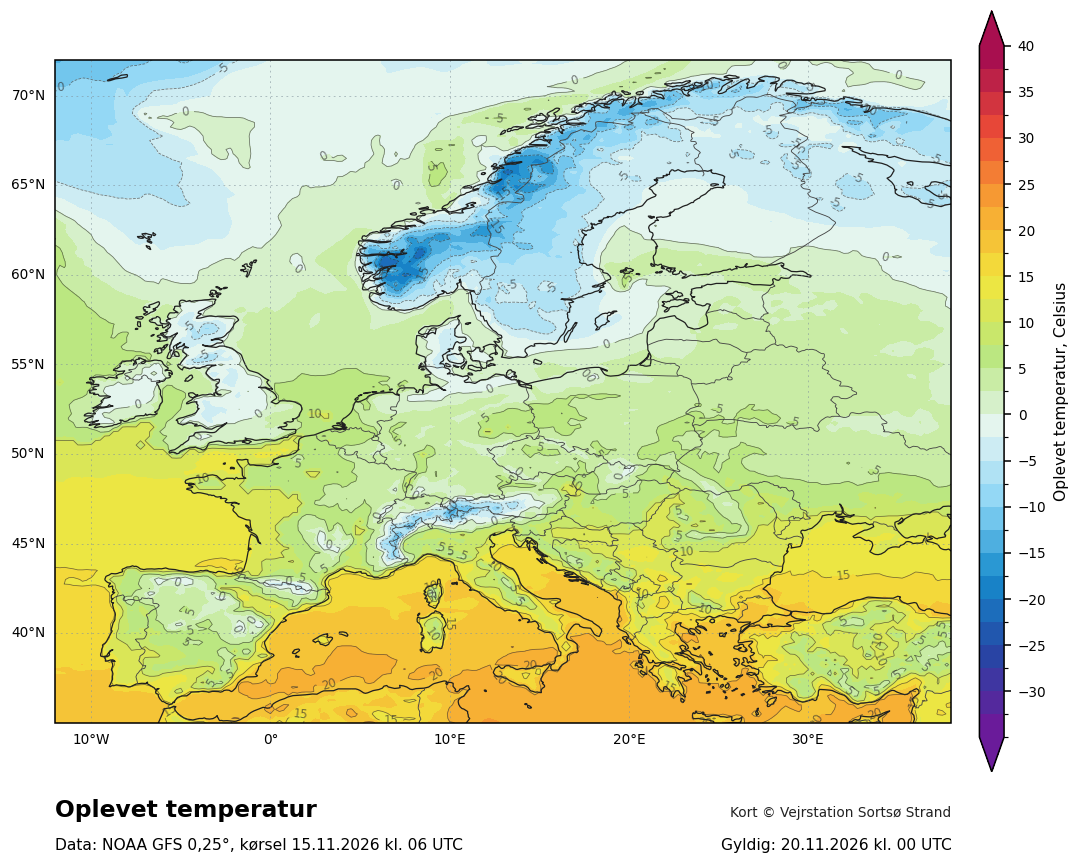 70°N
65°N
60°N
55°N
50°N
45°N
40°N
10°W
0°
10°E
20°E
30°E
40
35
30
25
20
15
10
5
0
−5
−10
−15
−20
−25
−30
Oplevet temperatur, Celsius
Oplevet temperatur
Kort © Vejrstation Sortsø Strand
Data: NOAA GFS 0,25°, kørsel 15.11.2026 kl. 06 UTC
Gyldig: 20.11.2026 kl. 00 UTC